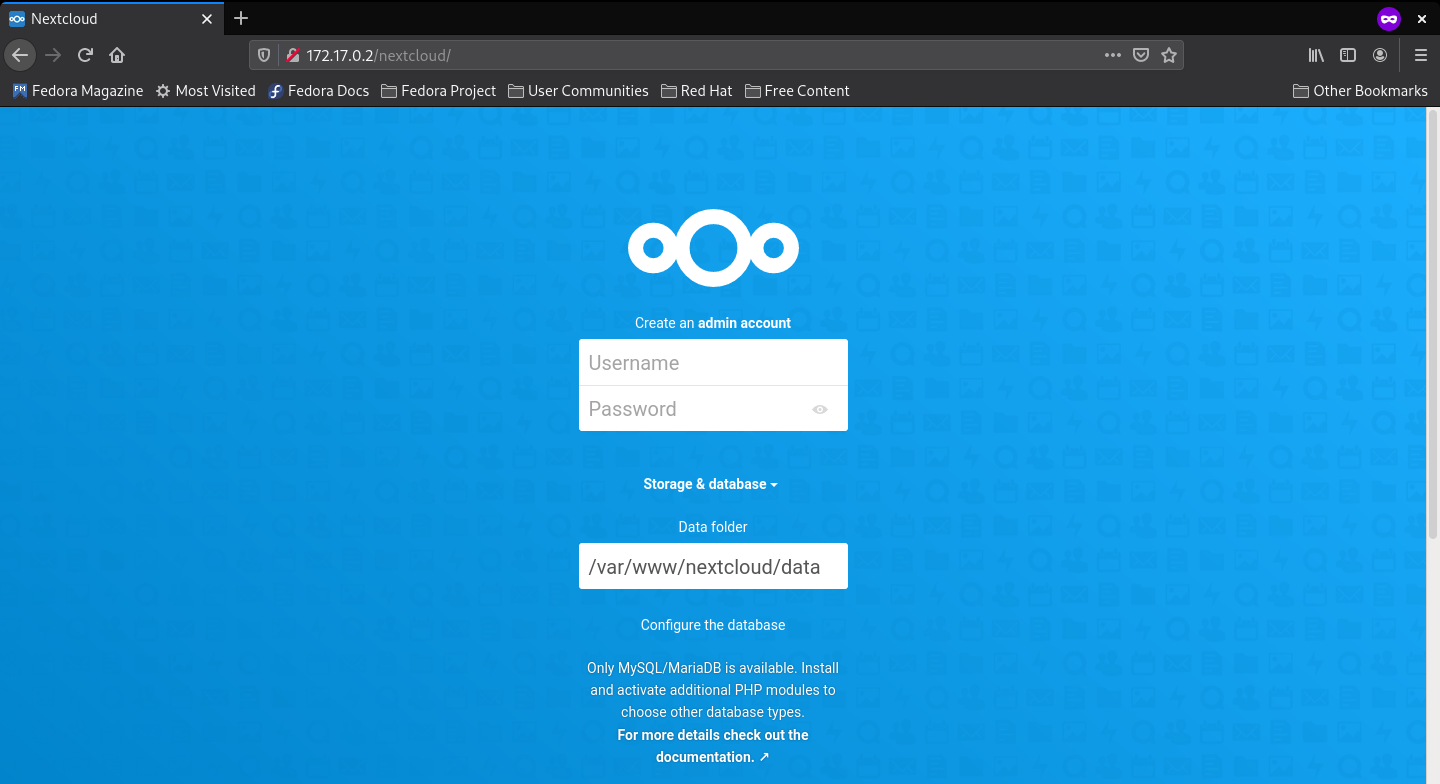 Nextcloud
172.17.0.2/nextcloud/
Fedora Magazine Most Visited Fedora Docs Fedora Project User Communities Red Hat Free Content Other Bookmarks
Create an admin account
Username
Password
Storage & database
Data folder
/var/www/nextcloud/data
Configure the database
Only MySQL/MariaDB is available. Install
and activate additional PHP modules to
choose other database types.
For more details check out the
documentation. ↗